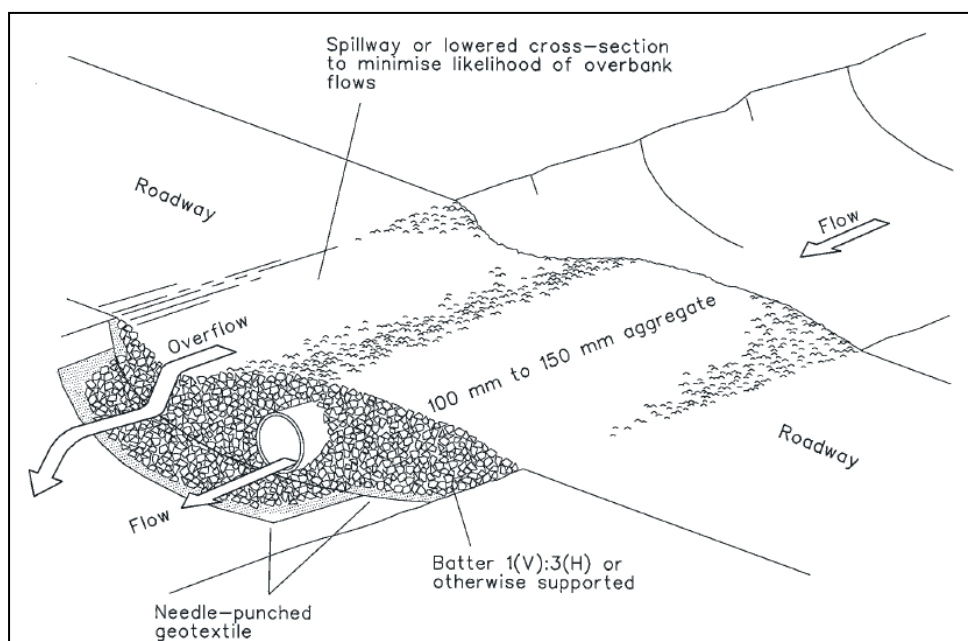 Spillway or lowered cross-section
to minimise likelihood of overbank
flows
Roadway
Flow
Overflow
100 mm to 150 mm aggregate
Roadway
Flow
Batter 1(V):3(H) or
otherwise supported
Needle-punched
geotextile